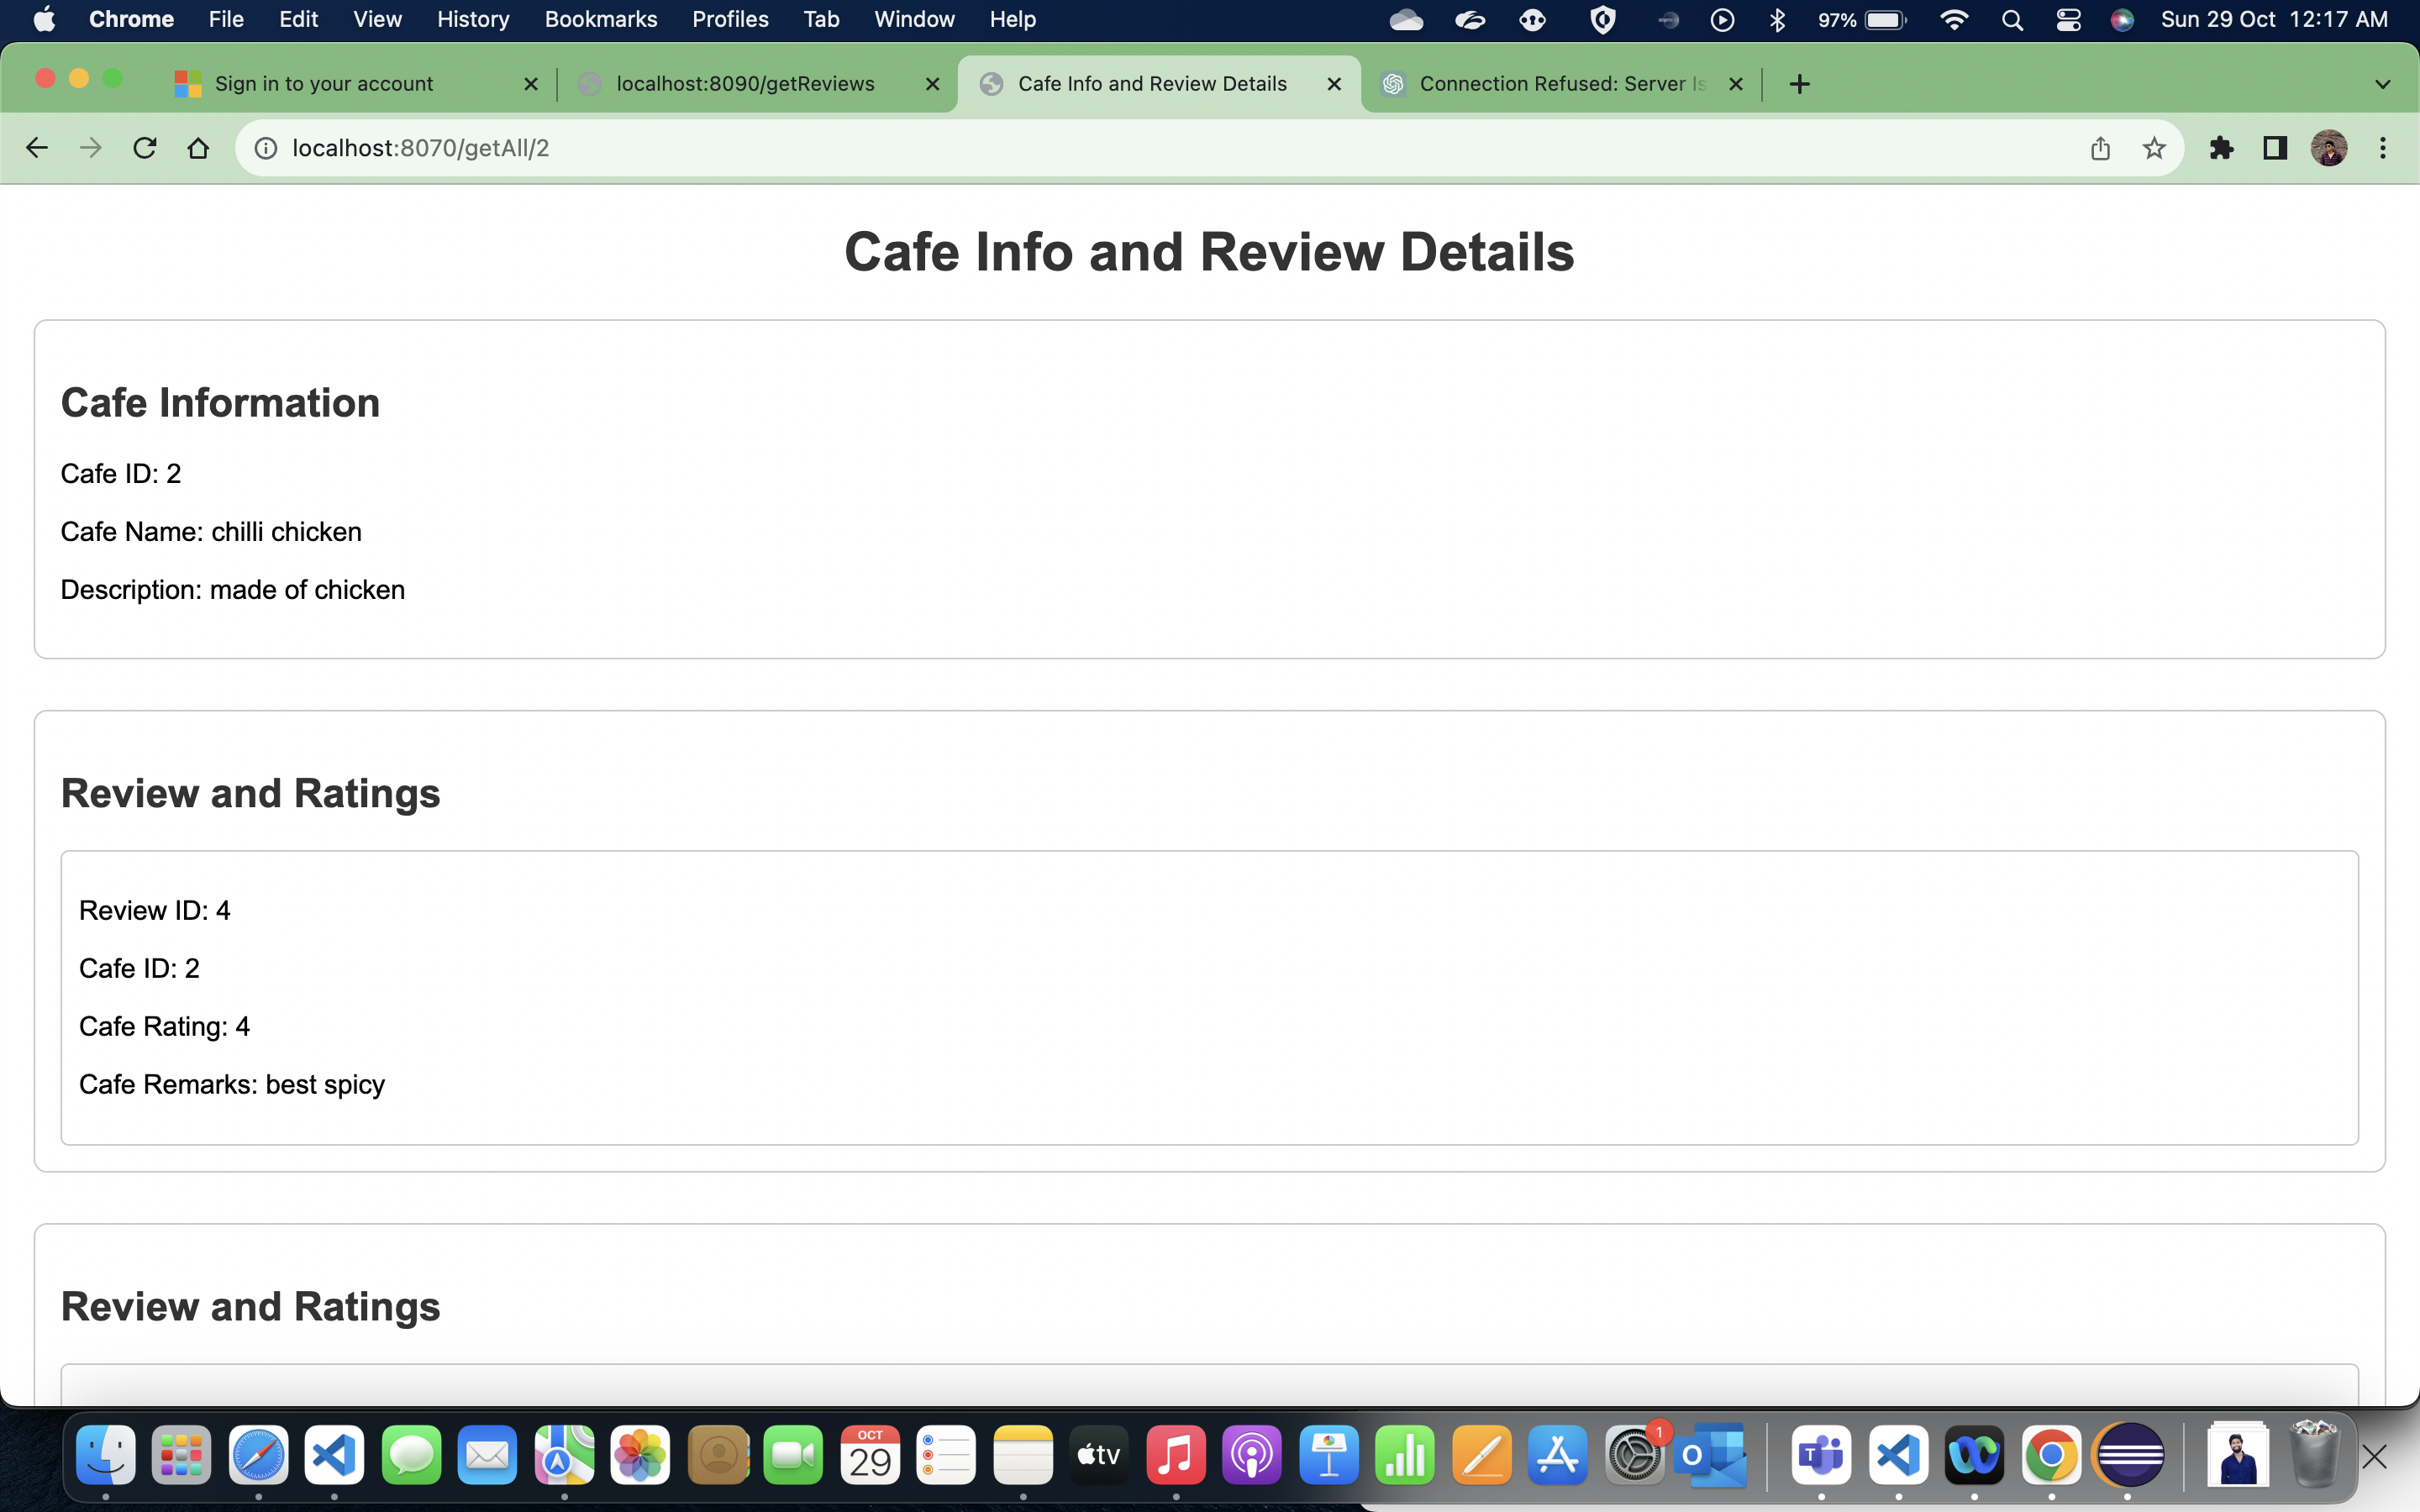 Chrome File Edit View History Bookmarks Profiles Tab Window Help 97% Sun 29 Oct 12:17 AM
Sign in to your account localhost:8090/getReviews Cafe Info and Review Details Connection Refused: Server Is
localhost:8070/getAll/2
Cafe Info and Review Details
Cafe Information
Cafe ID: 2
Cafe Name: chilli chicken
Description: made of chicken
Review and Ratings
Review ID: 4
Cafe ID: 2
Cafe Rating: 4
Cafe Remarks: best spicy
Review and Ratings
OCT
29
tv
1
O
T